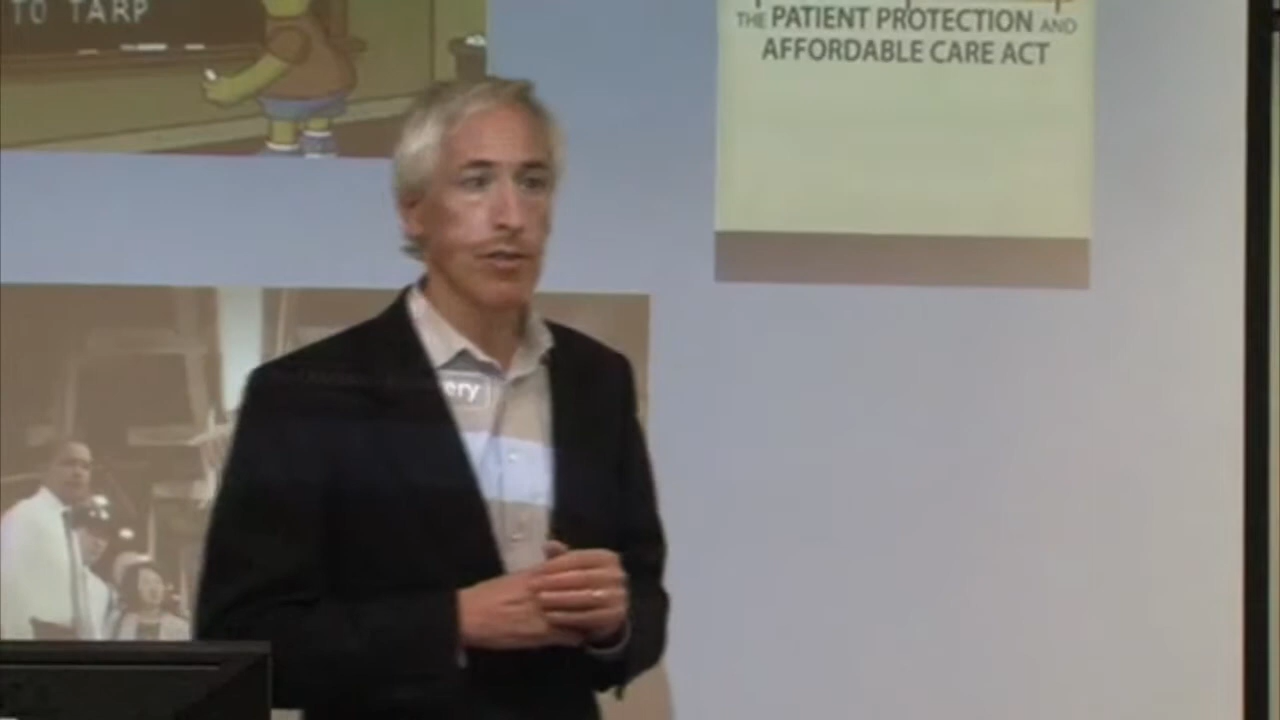 TO TARP
THE PATIENT PROTECTION AND
AFFORDABLE CARE ACT
ery